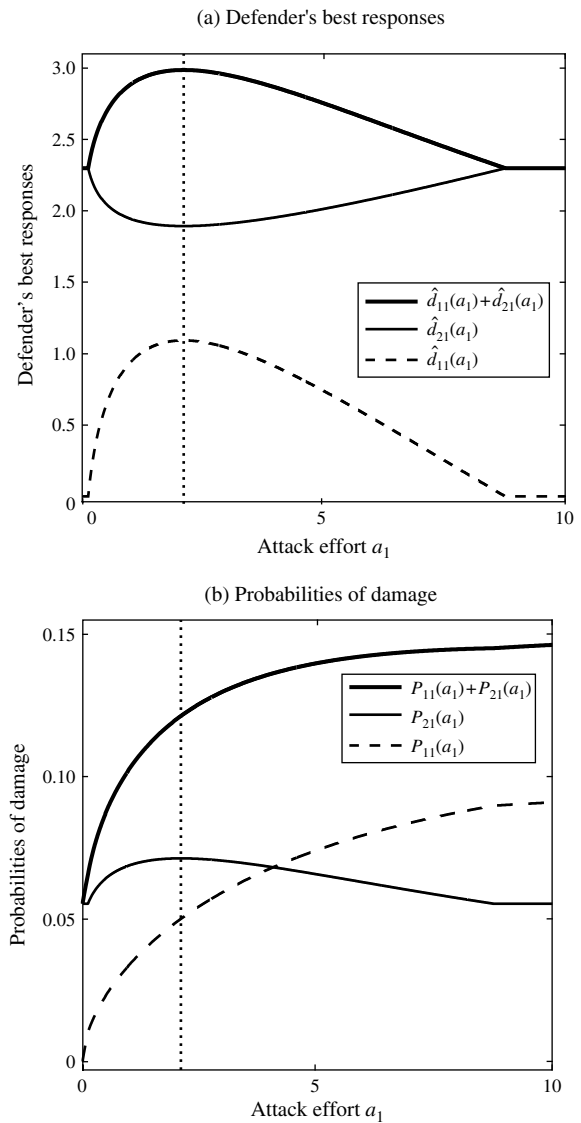 (a) Defender's best responses
3.0
2.5
2.0
1.5
1.0
0.5
0
Defender's best responses
d̂₁₁(a₁)+d̂₂₁(a₁)
d̂₂₁(a₁)
d̂₁₁(a₁)
0 5 10
Attack effort a₁
(b) Probabilities of damage
0.15
0.10
0.05
0
Probabilities of damage
P₁₁(a₁)+P₂₁(a₁)
P₂₁(a₁)
P₁₁(a₁)
0 5 10
Attack effort a₁